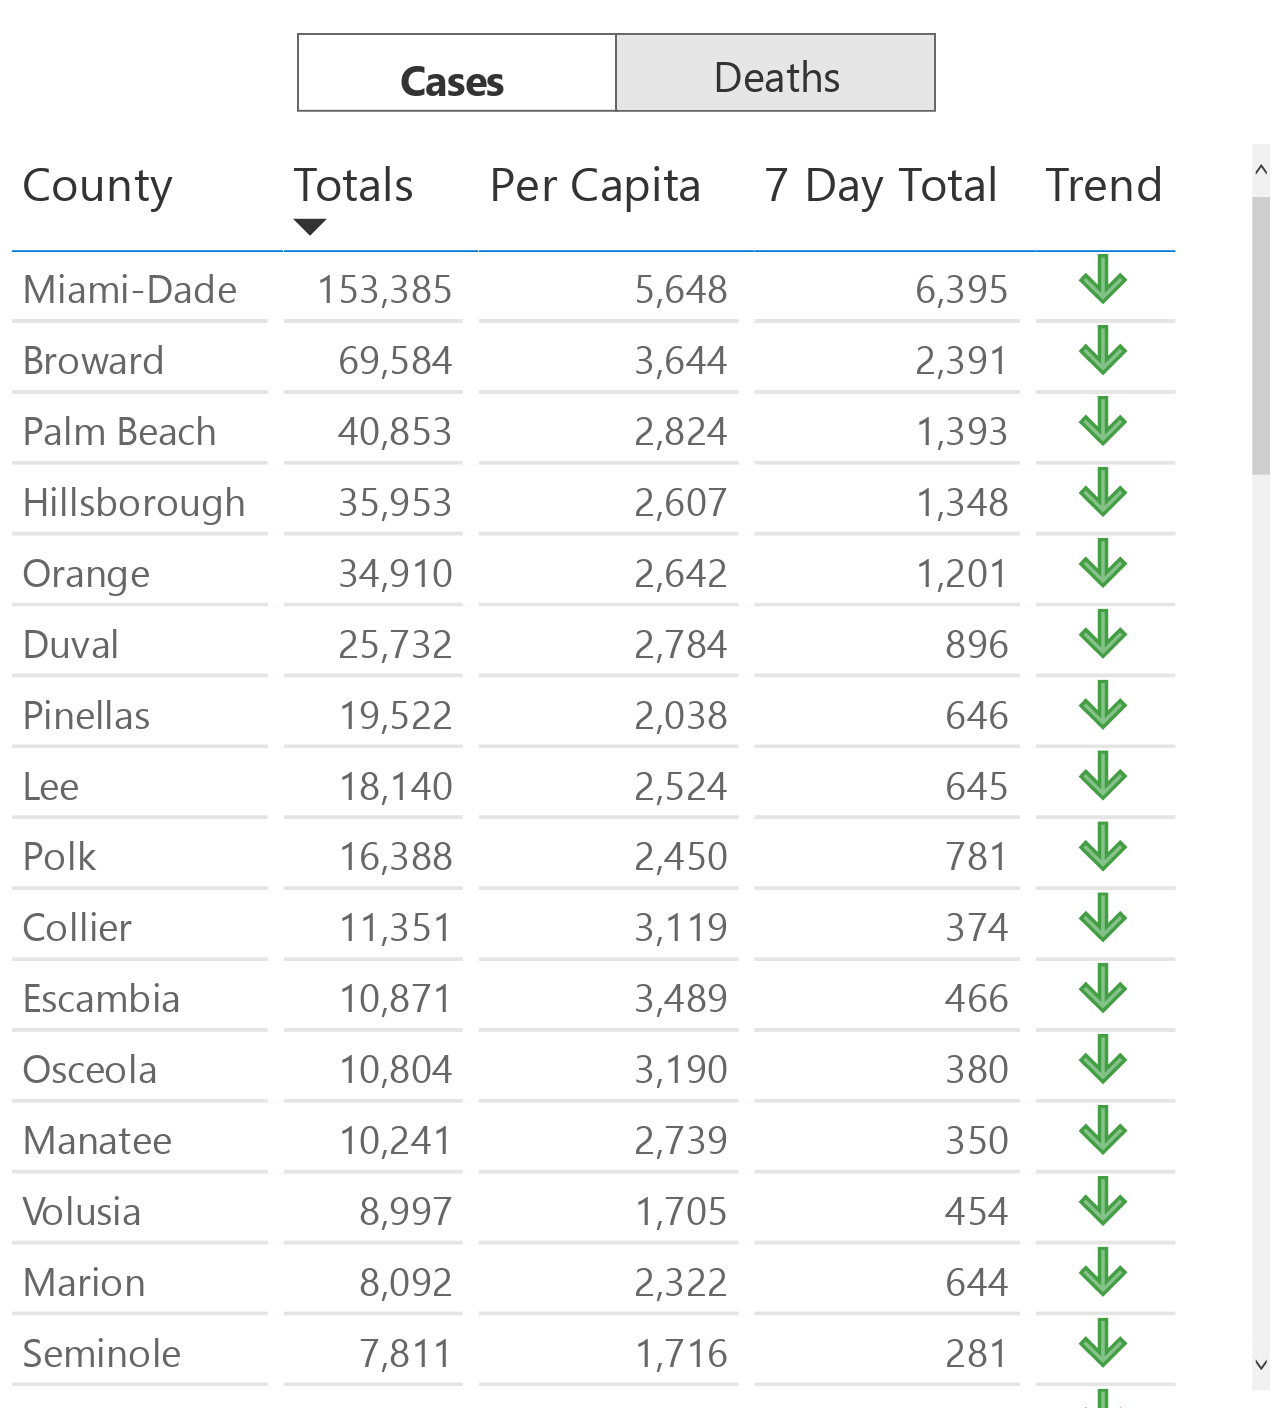 Cases Deaths
County Totals Per Capita 7 Day Total Trend
Miami-Dade 153,385 5,648 6,395
Broward 69,584 3,644 2,391
Palm Beach 40,853 2,824 1,393
Hillsborough 35,953 2,607 1,348
Orange 34,910 2,642 1,201
Duval 25,732 2,784 896
Pinellas 19,522 2,038 646
Lee 18,140 2,524 645
Polk 16,388 2,450 781
Collier 11,351 3,119 374
Escambia 10,871 3,489 466
Osceola 10,804 3,190 380
Manatee 10,241 2,739 350
Volusia 8,997 1,705 454
Marion 8,092 2,322 644
Seminole 7,811 1,716 281